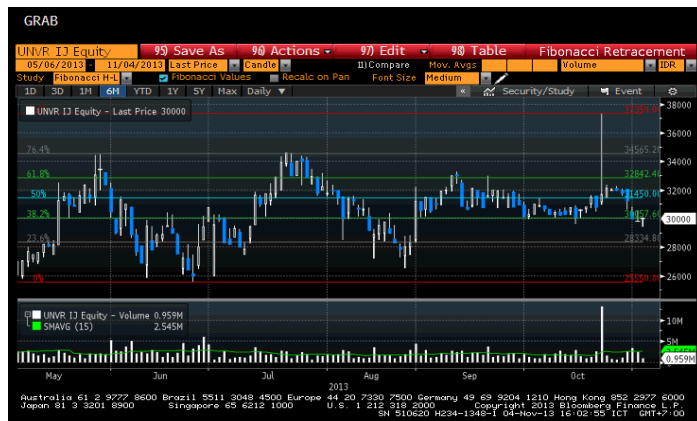 GRAB
UNVR IJ Equity 95) Save As 96) Actions 97) Edit 98) Table Fibonacci Retracement
05/06/2013 - 11/04/2013 Last Price Candle 11) Compare Mov. Avgs Volume IDR
Study Fibonacci H-L Fibonacci Values Recalc on Pan Font Size Medium
1D 3D 1M 6M YTD 1Y 5Y Max Daily ▼ « Security/Study Event
UNVR IJ Equity - Last Price 30000
38000
36000
76.4% 34565.20
34000
61.8% 32842.40
32000
50% 31450.00
38.2%
30000
23.6% 28334.80
28000
0% 25550.00
26000
UNVR IJ Equity - Volume 0.959M
SMAVG (15) 2.545M
10M
5M
0.959M
May Jun Jul Aug Sep Oct
2013
Australia 61 2 9777 8600 Brazil 5511 3048 4500 Europe 44 20 7330 7500 Germany 49 69 9204 1210 Hong Kong 852 2977 6000
Japan 81 3 3201 8900 Singapore 65 6212 1000 U.S. 1 212 318 2000 Copyright 2013 Bloomberg Finance L.P.
SN 510620 H234-1348-1 04-Nov-13 16:02:55 ICT GMT+7:00